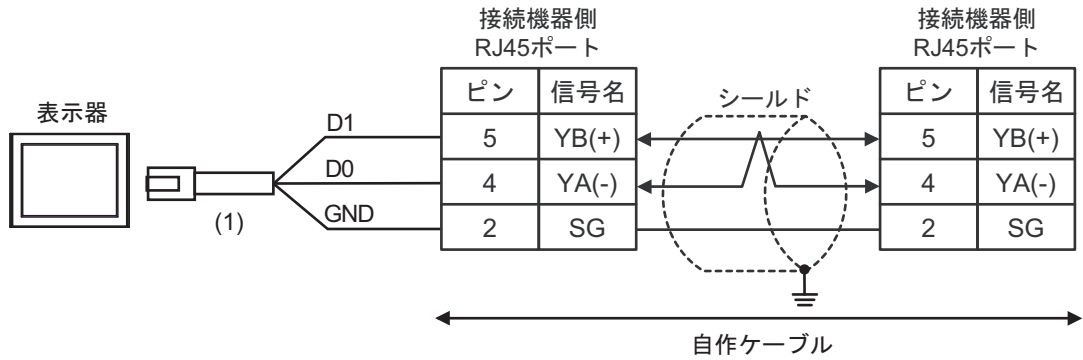 接続機器側
RJ45ポート
接続機器側
RJ45ポート
表示器
(1)
D1
D0
GND
ピン 信号名
5 YB(+)
4 YA(-)
2 SG
シールド
ピン 信号名
5 YB(+)
4 YA(-)
2 SG
自作ケーブル